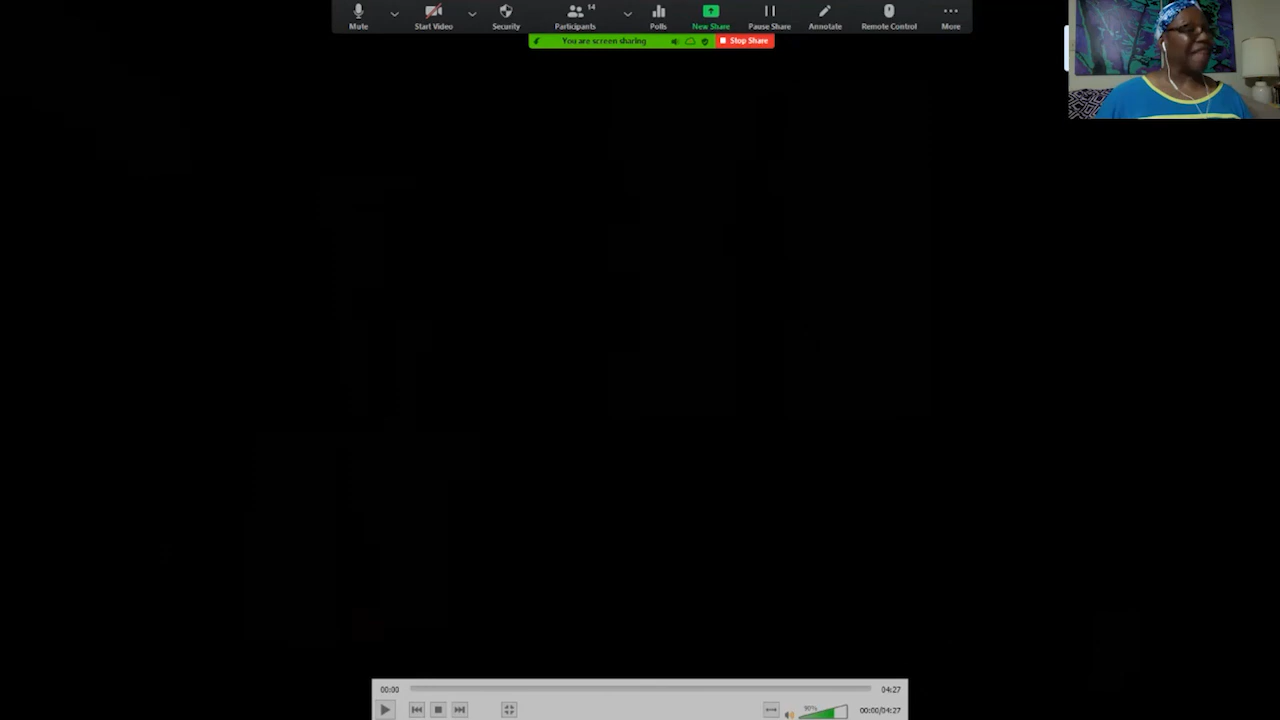 14
Mute
Start Video
Security
Participants
Polls
New Share
Pause Share
Annotate
Remote Control
More
You are screen sharing
Stop Share
00:00
04:27
90%
00:00/04:27